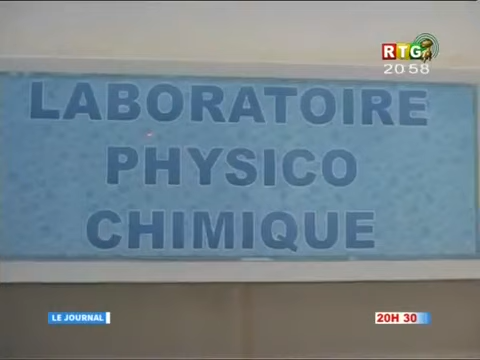 RTG
20 58
LABORATOIRE
PHYSICO
CHIMIQUE
LE JOURNAL
20H 30